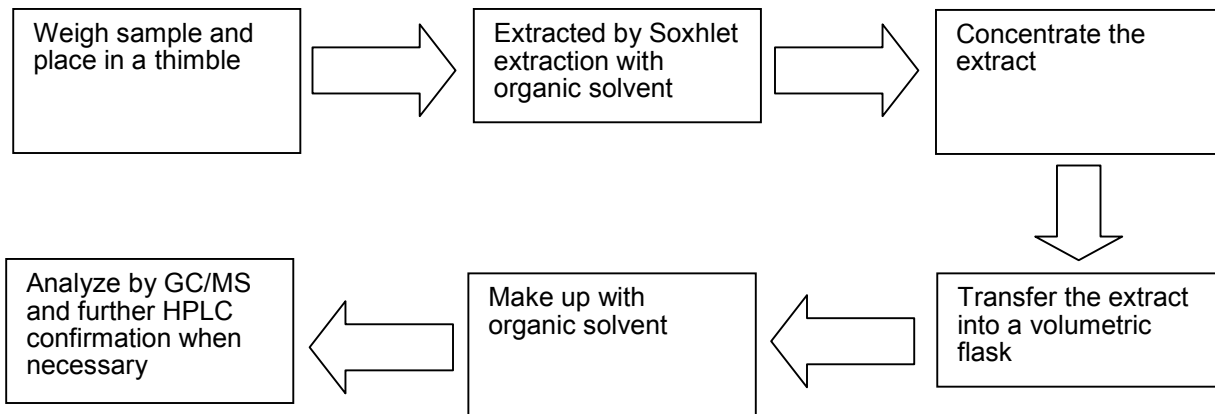 Weigh sample and
place in a thimble
Extracted by Soxhlet
extraction with
organic solvent
Concentrate the
extract
Transfer the extract
into a volumetric
flask
Make up with
organic solvent
Analyze by GC/MS
and further HPLC
confirmation when
necessary